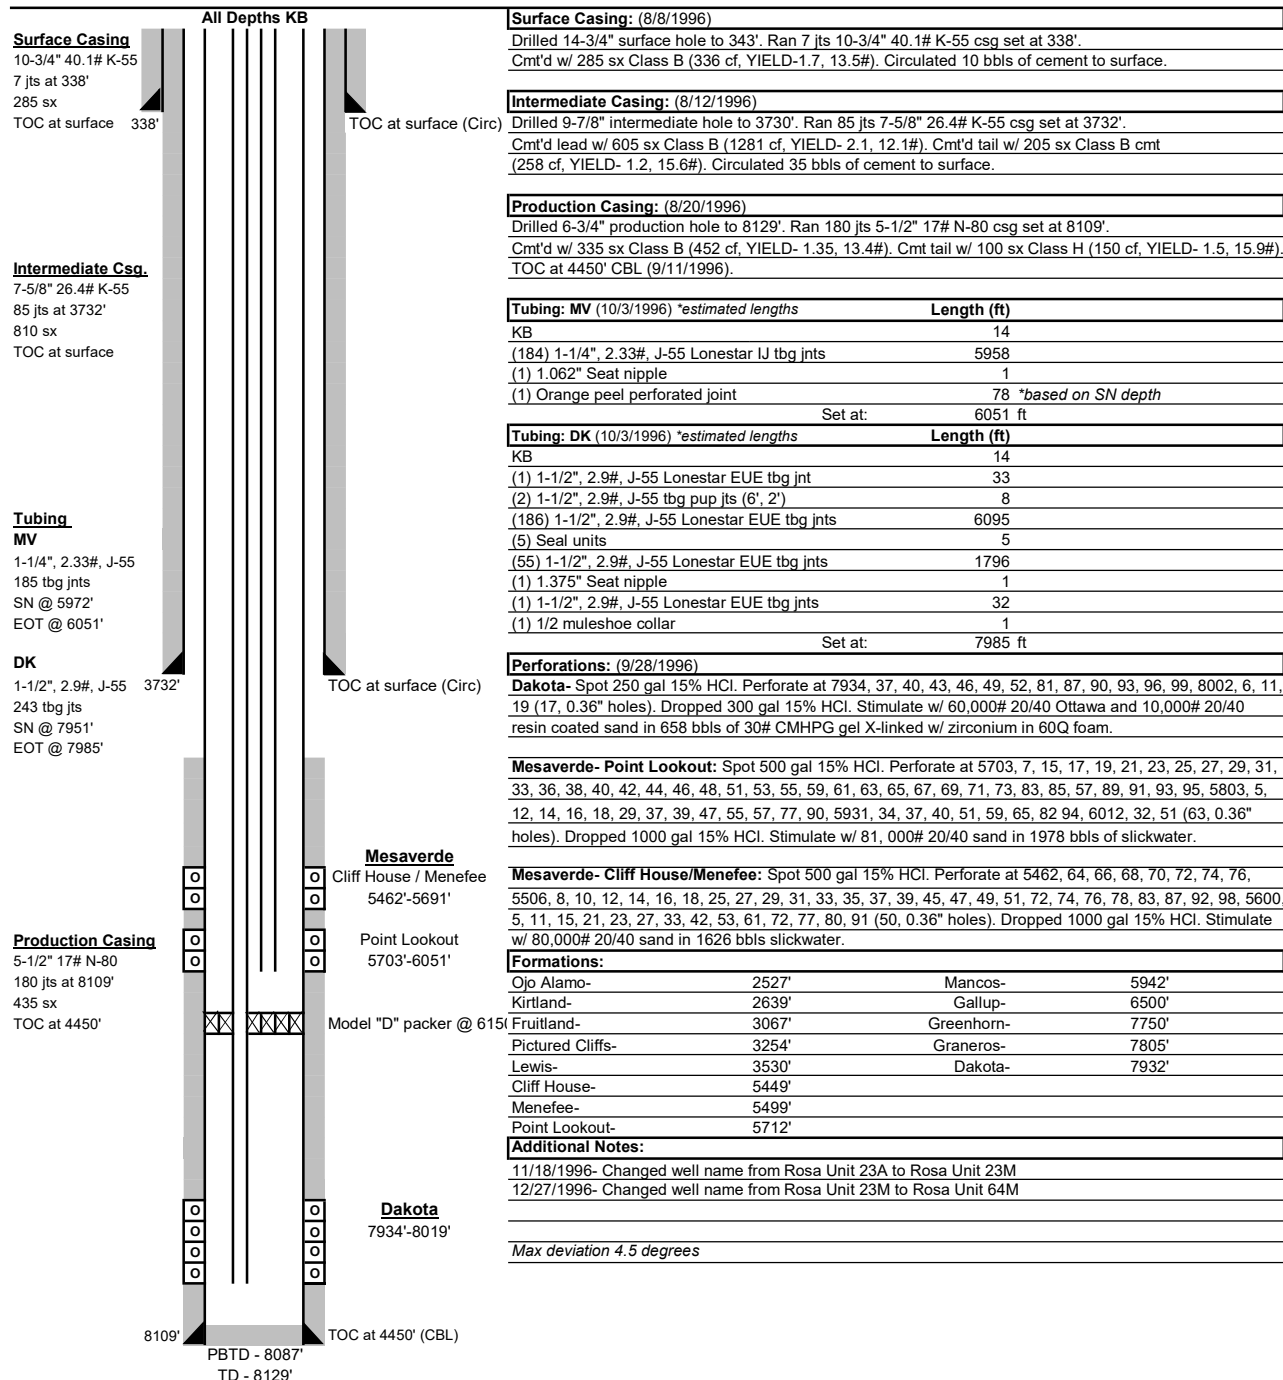 All Depths KB
Surface Casing
10-3/4" 40.1# K-55
7 jts at 338'
285 sx
TOC at surface
338'
TOC at surface (Circ)
Intermediate Csg.
7-5/8" 26.4# K-55
85 jts at 3732'
810 sx
TOC at surface
Tubing
MV
1-1/4", 2.33#, J-55
185 tbg jnts
SN @ 5972'
EOT @ 6051'
DK
1-1/2", 2.9#, J-55
243 tbg jts
SN @ 7951'
EOT @ 7985'
3732'
TOC at surface (Circ)
Mesaverde
Cliff House / Menefee
5462'-5691'
O O
O O
Point Lookout
5703'-6051'
O O
O O
Production Casing
5-1/2" 17# N-80
180 jts at 8109'
435 sx
TOC at 4450'
Model "D" packer @ 6150
Dakota
7934'-8019'
O O
O O
O O
O O
8109'
TOC at 4450' (CBL)
PBTD - 8087'
TD - 8129'
Surface Casing: (8/8/1996)
Drilled 14-3/4" surface hole to 343'. Ran 7 jts 10-3/4" 40.1# K-55 csg set at 338'.
Cmt'd w/ 285 sx Class B (336 cf, YIELD-1.7, 13.5#). Circulated 10 bbls of cement to surface.
Intermediate Casing: (8/12/1996)
Drilled 9-7/8" intermediate hole to 3730'. Ran 85 jts 7-5/8" 26.4# K-55 csg set at 3732'.
Cmt'd lead w/ 605 sx Class B (1281 cf, YIELD- 2.1, 12.1#). Cmt'd tail w/ 205 sx Class B cmt
(258 cf, YIELD- 1.2, 15.6#). Circulated 35 bbls of cement to surface.
Production Casing: (8/20/1996)
Drilled 6-3/4" production hole to 8129'. Ran 180 jts 5-1/2" 17# N-80 csg set at 8109'.
Cmt'd w/ 335 sx Class B (452 cf, YIELD- 1.35, 13.4#). Cmt tail w/ 100 sx Class H (150 cf, YIELD- 1.5, 15.9#).
TOC at 4450' CBL (9/11/1996).
Tubing: MV (10/3/1996) *estimated lengths Length (ft)
KB 14
(184) 1-1/4", 2.33#, J-55 Lonestar IJ tbg jnts 5958
(1) 1.062" Seat nipple 1
(1) Orange peel perforated joint 78 *based on SN depth
Set at: 6051 ft
Tubing: DK (10/3/1996) *estimated lengths Length (ft)
KB 14
(1) 1-1/2", 2.9#, J-55 Lonestar EUE tbg jnt 33
(2) 1-1/2", 2.9#, J-55 tbg pup jts (6', 2') 8
(186) 1-1/2", 2.9#, J-55 Lonestar EUE tbg jnts 6095
(5) Seal units 5
(55) 1-1/2", 2.9#, J-55 Lonestar EUE tbg jnts 1796
(1) 1.375" Seat nipple 1
(1) 1-1/2", 2.9#, J-55 Lonestar EUE tbg jnts 32
(1) 1/2 muleshoe collar 1
Set at: 7985 ft
Perforations: (9/28/1996)
Dakota- Spot 250 gal 15% HCl. Perforate at 7934, 37, 40, 43, 46, 49, 52, 81, 87, 90, 93, 96, 99, 8002, 6, 11,
19 (17, 0.36" holes). Dropped 300 gal 15% HCl. Stimulate w/ 60,000# 20/40 Ottawa and 10,000# 20/40
resin coated sand in 658 bbls of 30# CMHPG gel X-linked w/ zirconium in 60Q foam.
Mesaverde- Point Lookout: Spot 500 gal 15% HCl. Perforate at 5703, 7, 15, 17, 19, 21, 23, 25, 27, 29, 31,
33, 36, 38, 40, 42, 44, 46, 48, 51, 53, 55, 59, 61, 63, 65, 67, 69, 71, 73, 83, 85, 57, 89, 91, 93, 95, 5803, 5,
12, 14, 16, 18, 29, 37, 39, 47, 55, 57, 77, 90, 5931, 34, 37, 40, 51, 59, 65, 82 94, 6012, 32, 51 (63, 0.36"
holes). Dropped 1000 gal 15% HCl. Stimulate w/ 81, 000# 20/40 sand in 1978 bbls of slickwater.
Mesaverde- Cliff House/Menefee: Spot 500 gal 15% HCl. Perforate at 5462, 64, 66, 68, 70, 72, 74, 76,
5506, 8, 10, 12, 14, 16, 18, 25, 27, 29, 31, 33, 35, 37, 39, 45, 47, 49, 51, 72, 74, 76, 78, 83, 87, 92, 98, 5600,
5, 11, 15, 21, 23, 27, 33, 42, 53, 61, 72, 77, 80, 91 (50, 0.36" holes). Dropped 1000 gal 15% HCl. Stimulate
w/ 80,000# 20/40 sand in 1626 bbls slickwater.
Formations:
Ojo Alamo- 2527' Mancos- 5942'
Kirtland- 2639' Gallup- 6500'
Fruitland- 3067' Greenhorn- 7750'
Pictured Cliffs- 3254' Graneros- 7805'
Lewis- 3530' Dakota- 7932'
Cliff House- 5449'
Menefee- 5499'
Point Lookout- 5712'
Additional Notes:
11/18/1996- Changed well name from Rosa Unit 23A to Rosa Unit 23M
12/27/1996- Changed well name from Rosa Unit 23M to Rosa Unit 64M
Max deviation 4.5 degrees